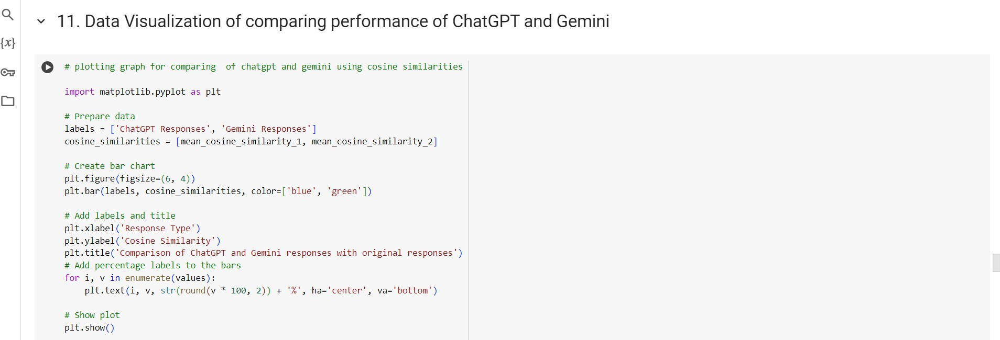 11. Data Visualization of comparing performance of ChatGPT and Gemini
{x}
# plotting graph for comparing  of chatgpt and gemini using cosine similarities
import matplotlib.pyplot as plt
# Prepare data
labels = ['ChatGPT Responses', 'Gemini Responses']
cosine_similarities = [mean_cosine_similarity_1, mean_cosine_similarity_2]
# Create bar chart
plt.figure(figsize=(6, 4))
plt.bar(labels, cosine_similarities, color=['blue', 'green'])
# Add labels and title
plt.xlabel('Response Type')
plt.ylabel('Cosine Similarity')
plt.title('Comparison of ChatGPT and Gemini responses with original responses')
# Add percentage labels to the bars
for i, v in enumerate(values):
    plt.text(i, v, str(round(v * 100, 2)) + '%', ha='center', va='bottom')
# Show plot
plt.show()